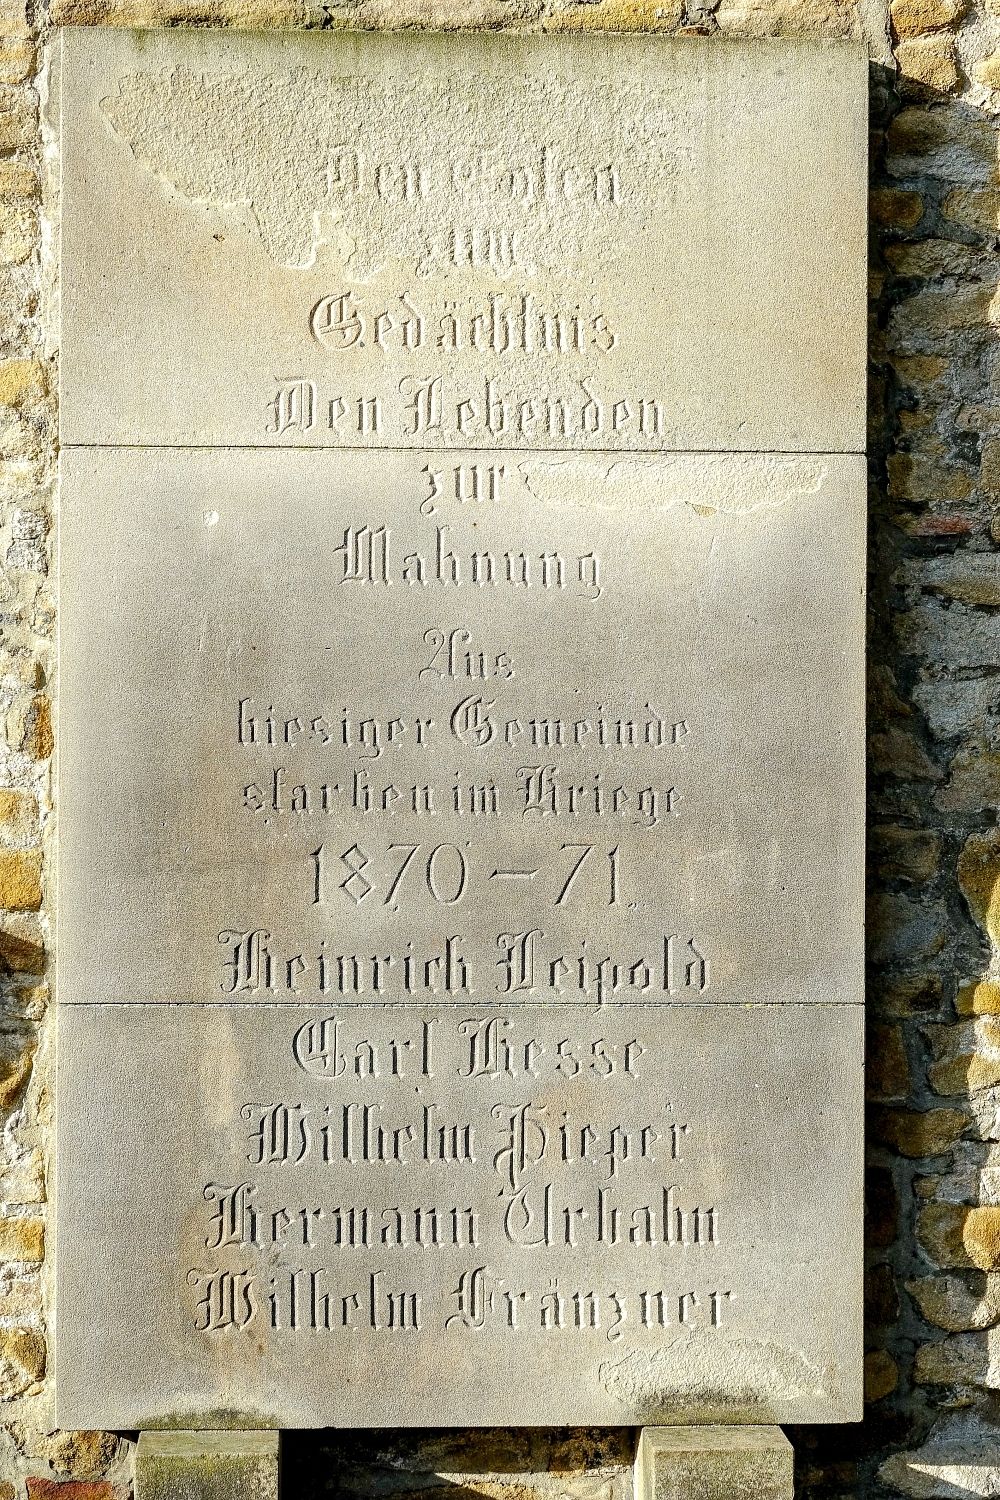 Den Toten
zum
Gedächtnis
Den Lebenden
zur
Mahnung
Aus
hiesiger Gemeinde
starben im Kriege
1870-71
Heinrich Leipold
Carl Hesse
Wilhelm Pieper
Hermann Urbahn
Wilhelm Fränzner